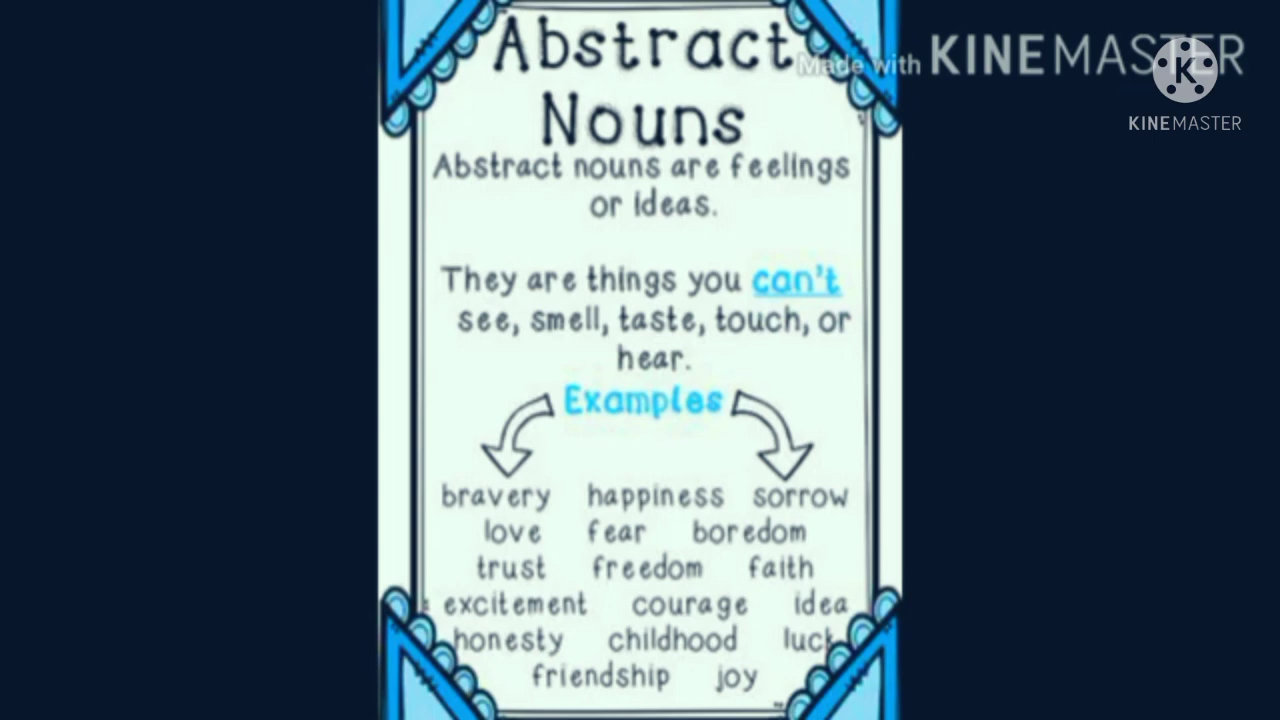 Abstract
Nouns
Abstract nouns are feelings
or ideas.
They are things you can't
see, smell, taste, touch, or
hear.
Examples
bravery happiness sorrow
love fear boredom
trust freedom faith
excitement courage idea
honesty childhood luck
friendship joy
Made with KINEMASTER
K
KINEMASTER